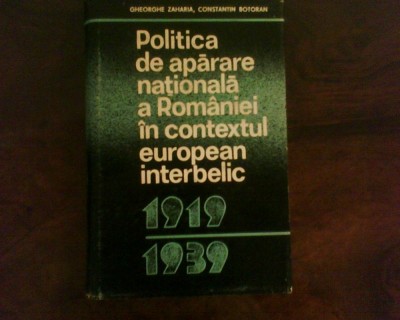 GHEORGHE ZAHARIA, CONSTANTIN BOTORAN
Politica
de apărare
națională
a României
în contextul
european
interbelic
1919
1939